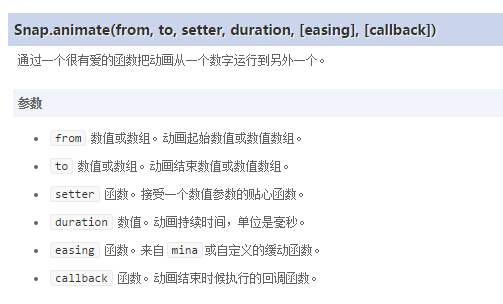 Snap.animate(from, to, setter, duration, [easing], [callback])
通过一个很有爱的函数把动画从一个数字运行到另外一个。
参数
• from 数值或数组。动画起始数值或数值数组。
• to 数值或数组。动画结束数值或数值数组。
• setter 函数。接受一个数值参数的贴心函数。
• duration 数值。动画持续时间，单位是毫秒。
• easing 函数。来自 mina 或自定义的缓动函数。
• callback 函数。动画结束时候执行的回调函数。